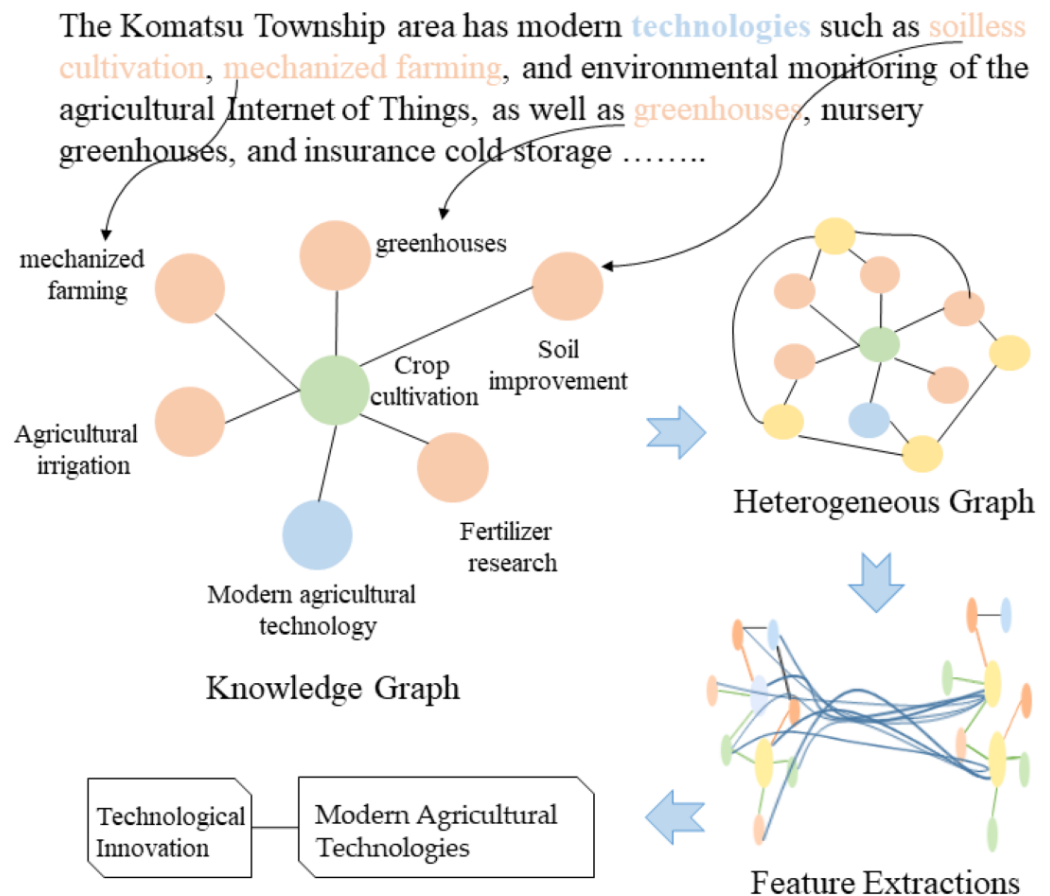 The Komatsu Township area has modern technologies such as soilless
cultivation, mechanized farming, and environmental monitoring of the
agricultural Internet of Things, as well as greenhouses, nursery
greenhouses, and insurance cold storage ……..
greenhouses
mechanized
farming
Crop
cultivation
Soil
improvement
Agricultural
irrigation
Fertilizer
research
Modern agricultural
technology
Knowledge Graph
Heterogeneous Graph
Technological
Innovation
Modern Agricultural
Technologies
Feature Extractions